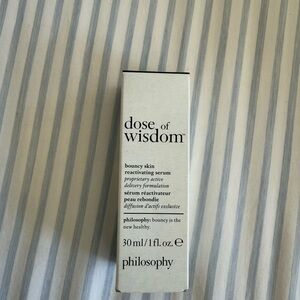 dose of
wisdom™
bouncy skin
reactivating serum
proprietary active
delivery formulation
sérum réactivateur
peau rebondie
diffusion d'actifs exclusive
philosophy: bouncy is the
new healthy.
30 ml/1 fl. oz. ℮
philosophy